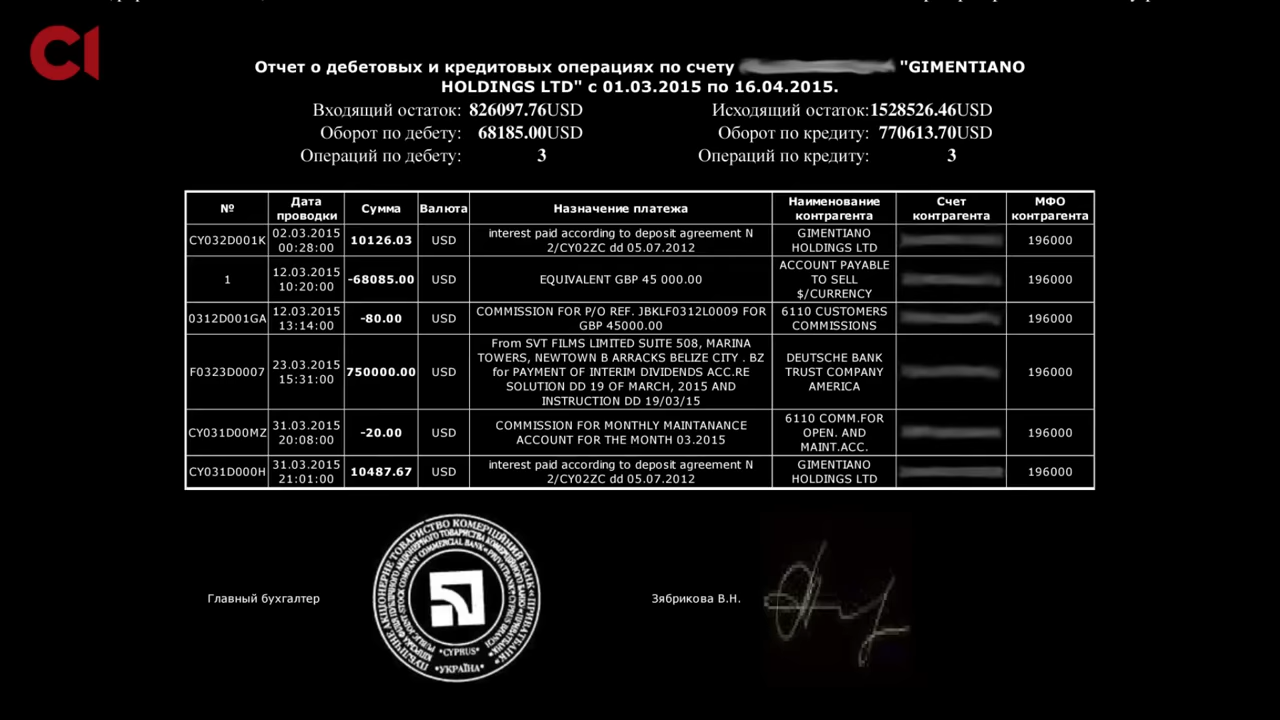 Отчет о дебетовых и кредитовых операциях по счету "GIMENTIANO
HOLDINGS LTD" с 01.03.2015 по 16.04.2015.
Входящий остаток: 826097.76USD Исходящий остаток:1528526.46USD
Оборот по дебету: 68185.00USD Оборот по кредиту: 770613.70USD
Операций по дебету: 3 Операций по кредиту: 3
№ Дата проводки Сумма Валюта Назначение платежа Наименование контрагента Счет контрагента МФО контрагента
CY032D001K 02.03.2015 00:28:00 10126.03 USD interest paid according to deposit agreement N 2/CY02ZC dd 05.07.2012 GIMENTIANO HOLDINGS LTD 196000
1 12.03.2015 10:20:00 -68085.00 USD EQUIVALENT GBP 45 000.00 ACCOUNT PAYABLE TO SELL $/CURRENCY 196000
0312D001GA 12.03.2015 13:14:00 -80.00 USD COMMISSION FOR P/O REF. JBKLF0312L0009 FOR GBP 45000.00 6110 CUSTOMERS COMMISSIONS 196000
F0323D0007 23.03.2015 15:31:00 750000.00 USD From SVT FILMS LIMITED SUITE 508, MARINA TOWERS, NEWTOWN B ARRACKS BELIZE CITY . BZ for PAYMENT OF INTERIM DIVIDENDS ACC.RE SOLUTION DD 19 OF MARCH, 2015 AND INSTRUCTION DD 19/03/15 DEUTSCHE BANK TRUST COMPANY AMERICA 196000
CY031D00MZ 31.03.2015 20:08:00 -20.00 USD COMMISSION FOR MONTHLY MAINTANANCE ACCOUNT FOR THE MONTH 03.2015 6110 COMM.FOR OPEN. AND MAINT.ACC. 196000
CY031D000H 31.03.2015 21:01:00 10487.67 USD interest paid according to deposit agreement N 2/CY02ZC dd 05.07.2012 GIMENTIANO HOLDINGS LTD 196000
Главный бухгалтер Зябрикова В.Н.
ПУБЛІЧНЕ АКЦІОНЕРНЕ ТОВАРИСТВО КОМЕРЦІЙНИЙ БАНК «ПРИВАТБАНК»
*CYPRUS*
*УКРАЇНА*